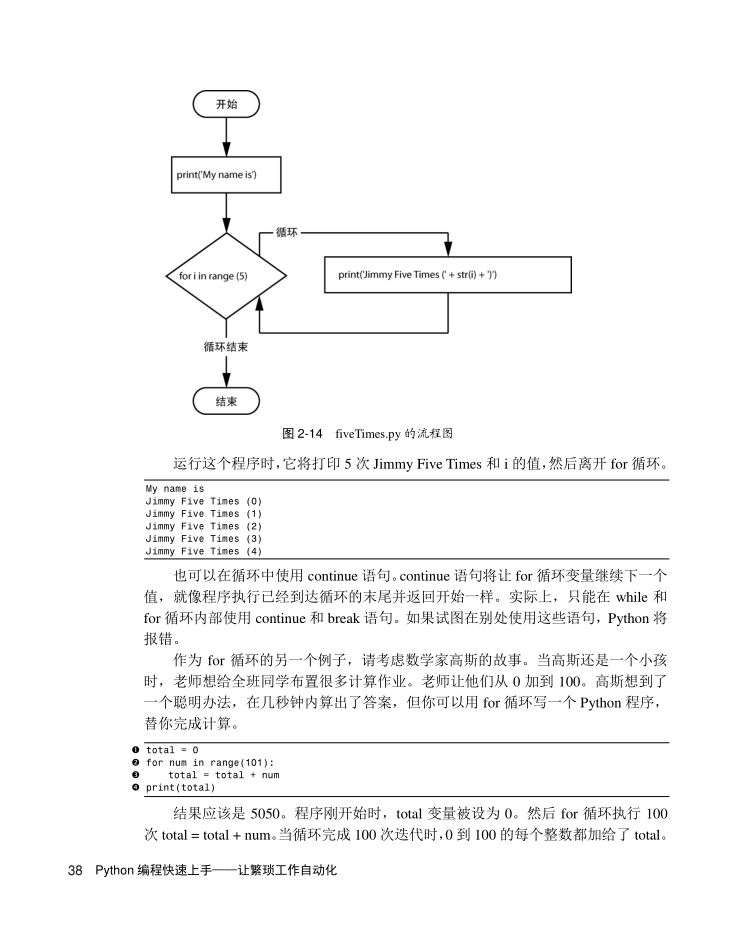 开始
print('My name is')
循环
for i in range (5)
print('Jimmy Five Times (' + str(i) + ')')
循环结束
结束
图 2-14 fiveTimes.py 的流程图
运行这个程序时，它将打印 5 次 Jimmy Five Times 和 i 的值，然后离开 for 循环。
My name is
Jimmy Five Times (0)
Jimmy Five Times (1)
Jimmy Five Times (2)
Jimmy Five Times (3)
Jimmy Five Times (4)
也可以在循环中使用 continue 语句。continue 语句将让 for 循环变量继续下一个
值，就像程序执行已经到达循环的末尾并返回开始一样。实际上，只能在 while 和
for 循环内部使用 continue 和 break 语句。如果试图在别处使用这些语句，Python 将
报错。
作为 for 循环的另一个例子，请考虑数学家高斯的故事。当高斯还是一个小孩
时，老师想给全班同学布置很多计算作业。老师让他们从 0 加到 100。高斯想到了
一个聪明办法，在几秒钟内算出了答案，但你可以用 for 循环写一个 Python 程序，
替你完成计算。
❶ total = 0
❷ for num in range(101):
❸     total = total + num
❹ print(total)
结果应该是 5050。程序刚开始时，total 变量被设为 0。然后 for 循环执行 100
次 total = total + num。当循环完成 100 次迭代时，0 到 100 的每个整数都加给了 total。
38 Python 编程快速上手——让繁琐工作自动化